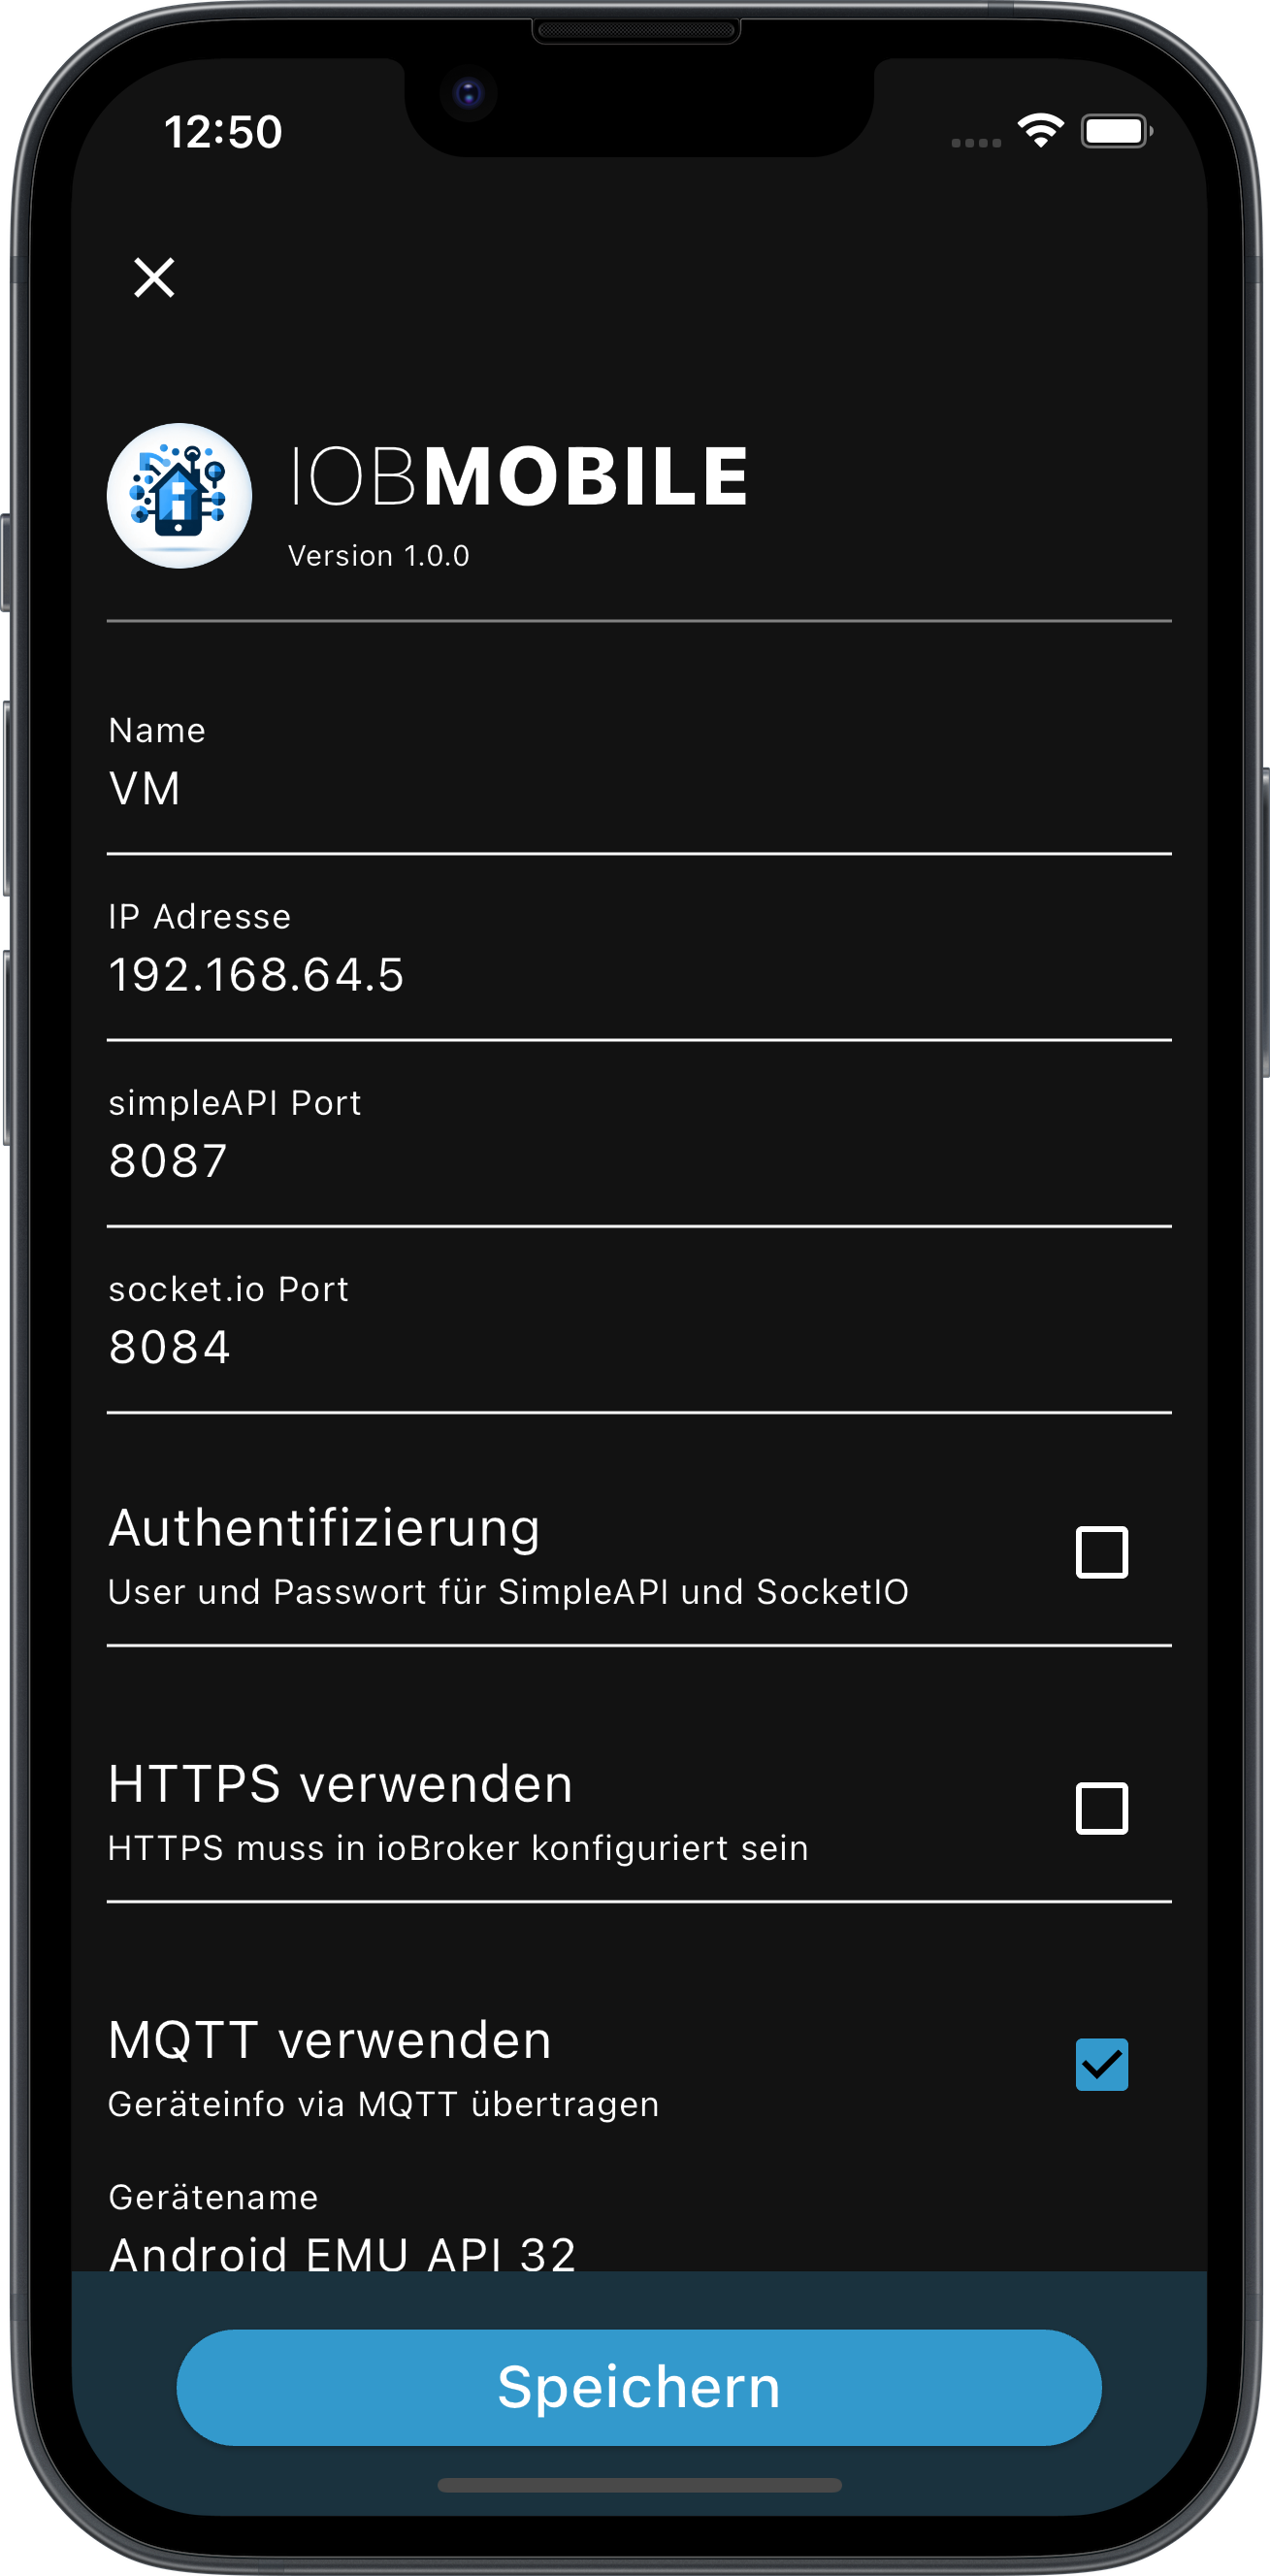 12:50
IOBMOBILE
Version 1.0.0
Name
VM
IP Adresse
192.168.64.5
simpleAPI Port
8087
socket.io Port
8084
Authentifizierung
User und Passwort für SimpleAPI und SocketIO
HTTPS verwenden
HTTPS muss in ioBroker konfiguriert sein
MQTT verwenden
Geräteinfo via MQTT übertragen
Gerätename
Android EMU API 32
Speichern